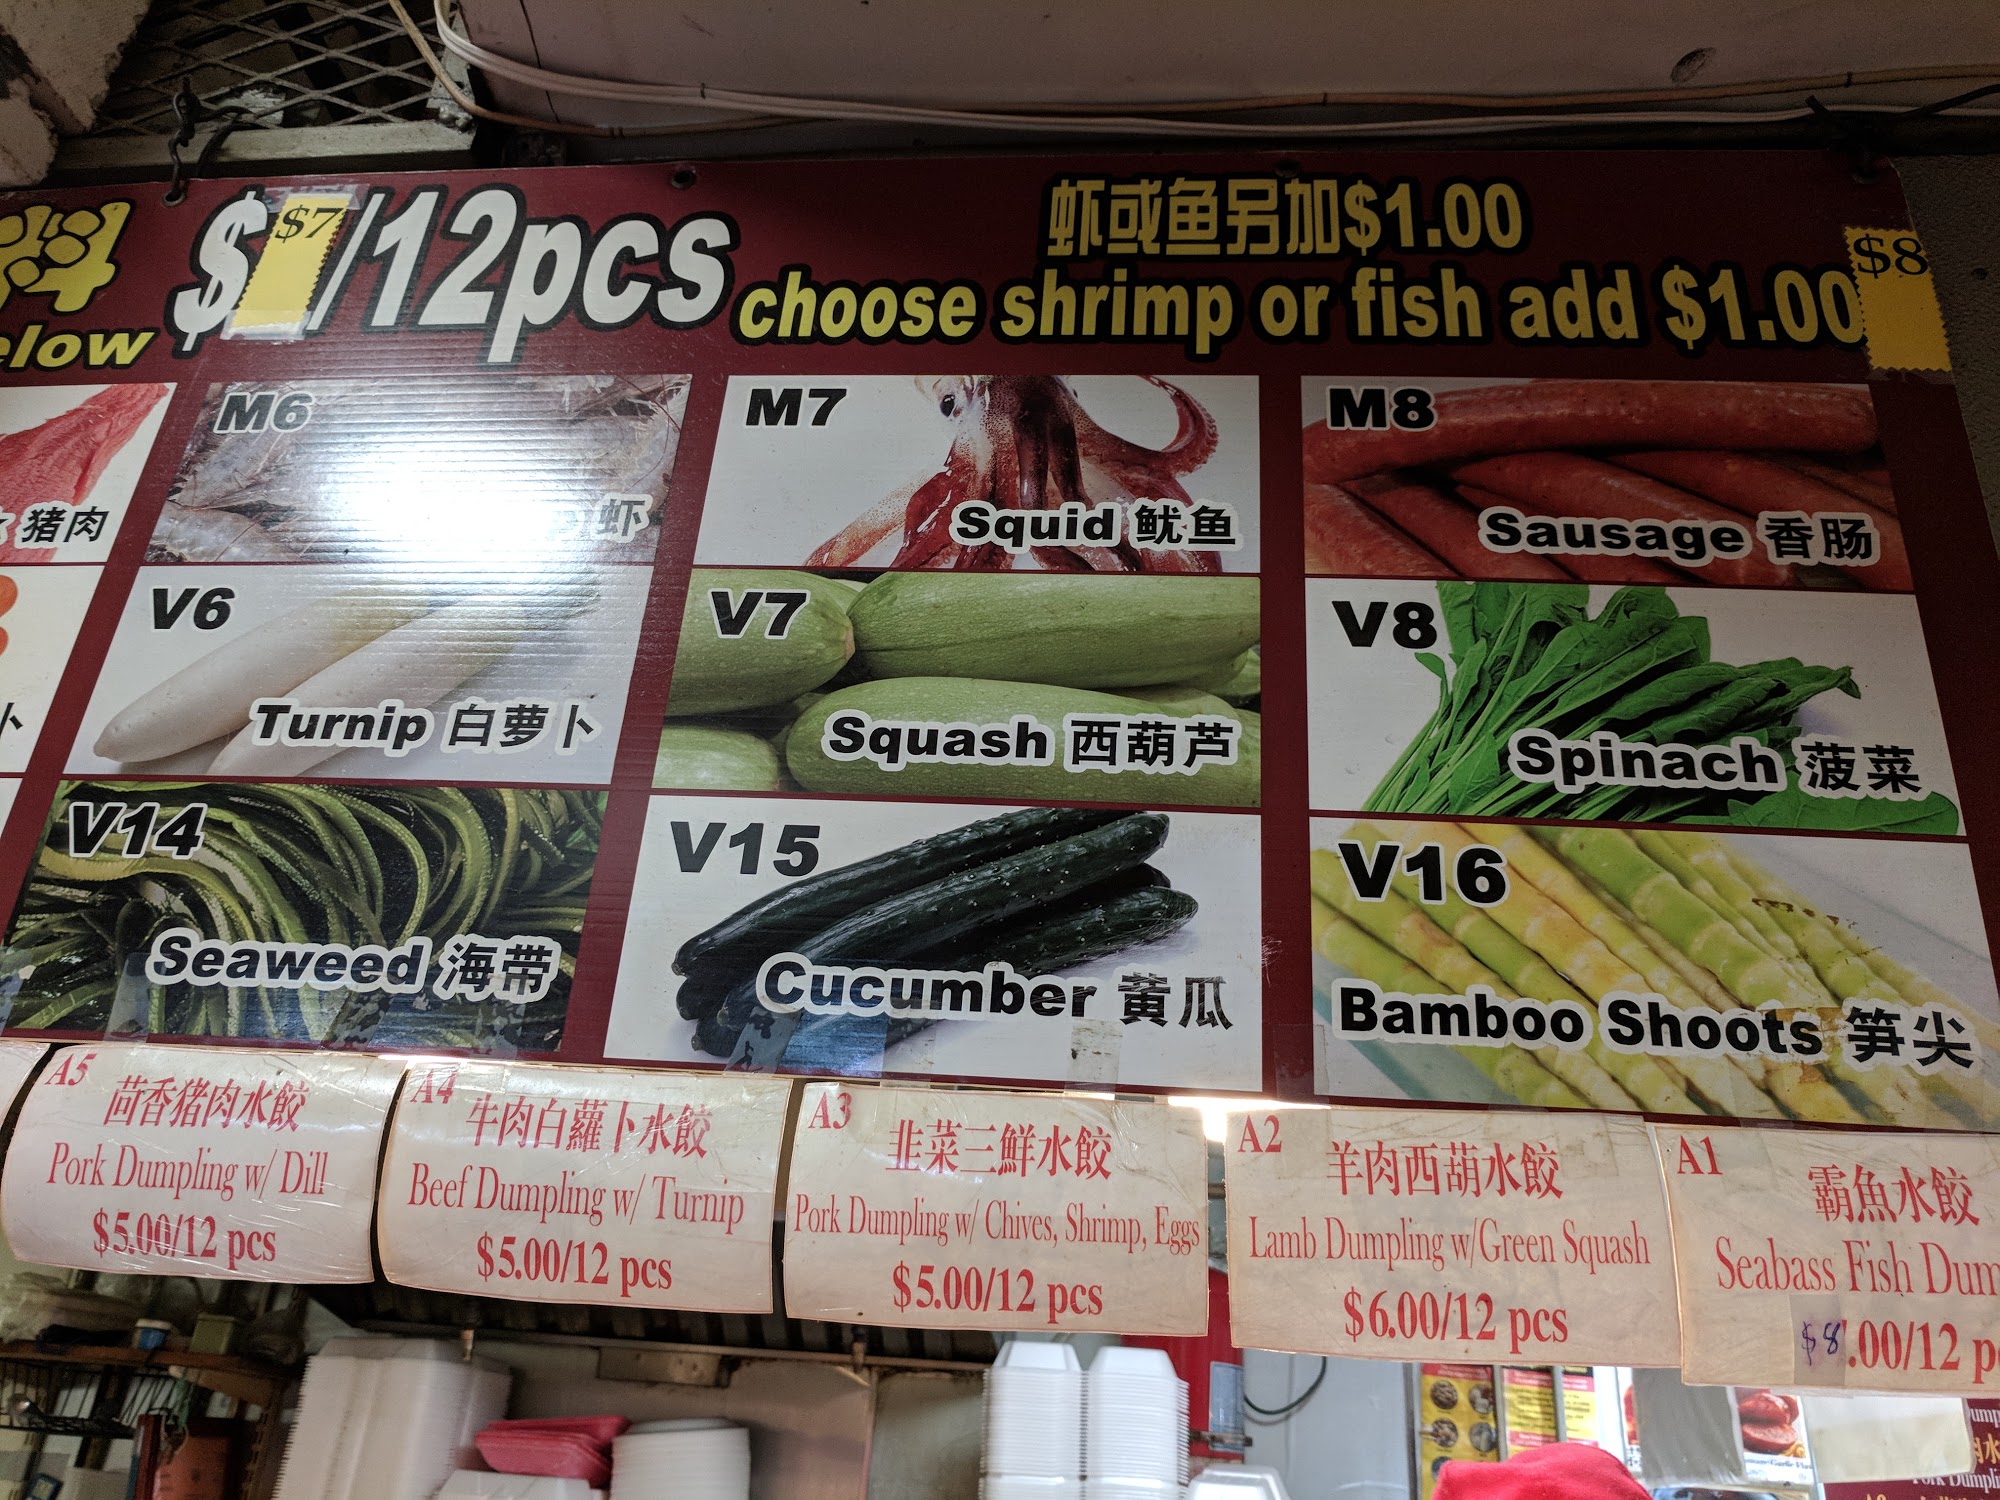 料
elow
$ $7 /12pcs
虾或鱼另加$1.00
choose shrimp or fish add $1.00
$8
猪肉
M6
虾
M7
Squid 鱿鱼
M8
Sausage 香肠
卜
V6
Turnip 白萝卜
V7
Squash 西葫芦
V8
Spinach 菠菜
V14
Seaweed 海带
V15
Cucumber 黄瓜
V16
Bamboo Shoots 笋尖
A5
茴香猪肉水餃
Pork Dumpling w/ Dill
$5.00/12 pcs
A4
牛肉白蘿卜水餃
Beef Dumpling w/ Turnip
$5.00/12 pcs
A3
韭菜三鮮水餃
Pork Dumpling w/ Chives, Shrimp, Eggs
$5.00/12 pcs
A2
羊肉西葫水餃
Lamb Dumpling w/Green Squash
$6.00/12 pcs
A1
霸魚水餃
Seabass Fish Dum
$8.00/12 p